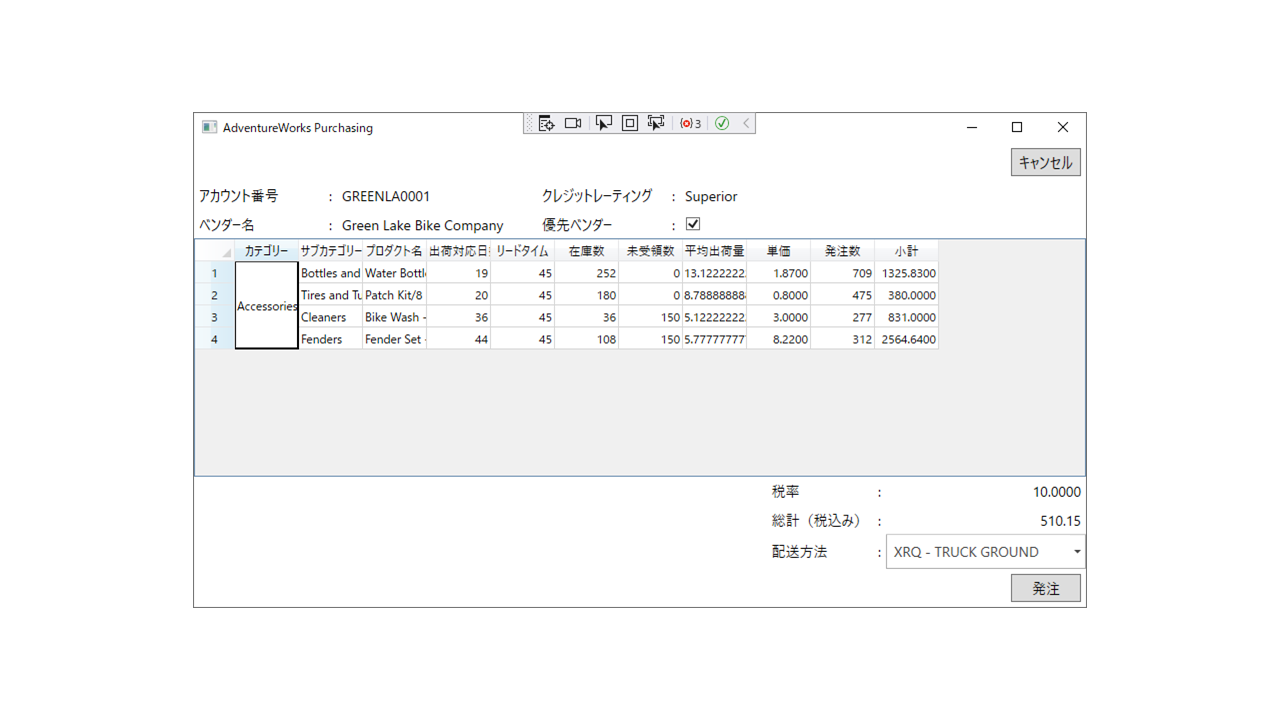 AdventureWorks Purchasing
3
キャンセル
アカウント番号 : GREENLA0001 クレジットレーティング : Superior
ベンダー名 : Green Lake Bike Company 優先ベンダー :
カテゴリー サブカテゴリー プロダクト名 出荷対応日 リードタイム 在庫数 未受領数 平均出荷量 単価 発注数 小計
1 Bottles and Water Bottl 19 45 252 0 13.12222222 1.8700 709 1325.8300
2 Tires and Tu Patch Kit/8 20 45 180 0 8.78888888 0.8000 475 380.0000
Accessories
3 Cleaners Bike Wash - 36 45 36 150 5.12222222 3.0000 277 831.0000
4 Fenders Fender Set 44 45 108 150 5.77777777 8.2200 312 2564.6400
税率 : 10.0000
総計（税込み） : 510.15
配送方法 : XRQ - TRUCK GROUND
発注